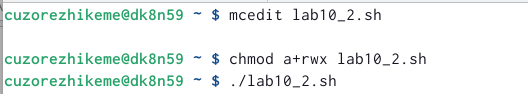 cuzorezhikeme@dk8n59 ~ $ mcedit lab10_2.sh
cuzorezhikeme@dk8n59 ~ $ chmod a+rwx lab10_2.sh
cuzorezhikeme@dk8n59 ~ $ ./lab10_2.sh